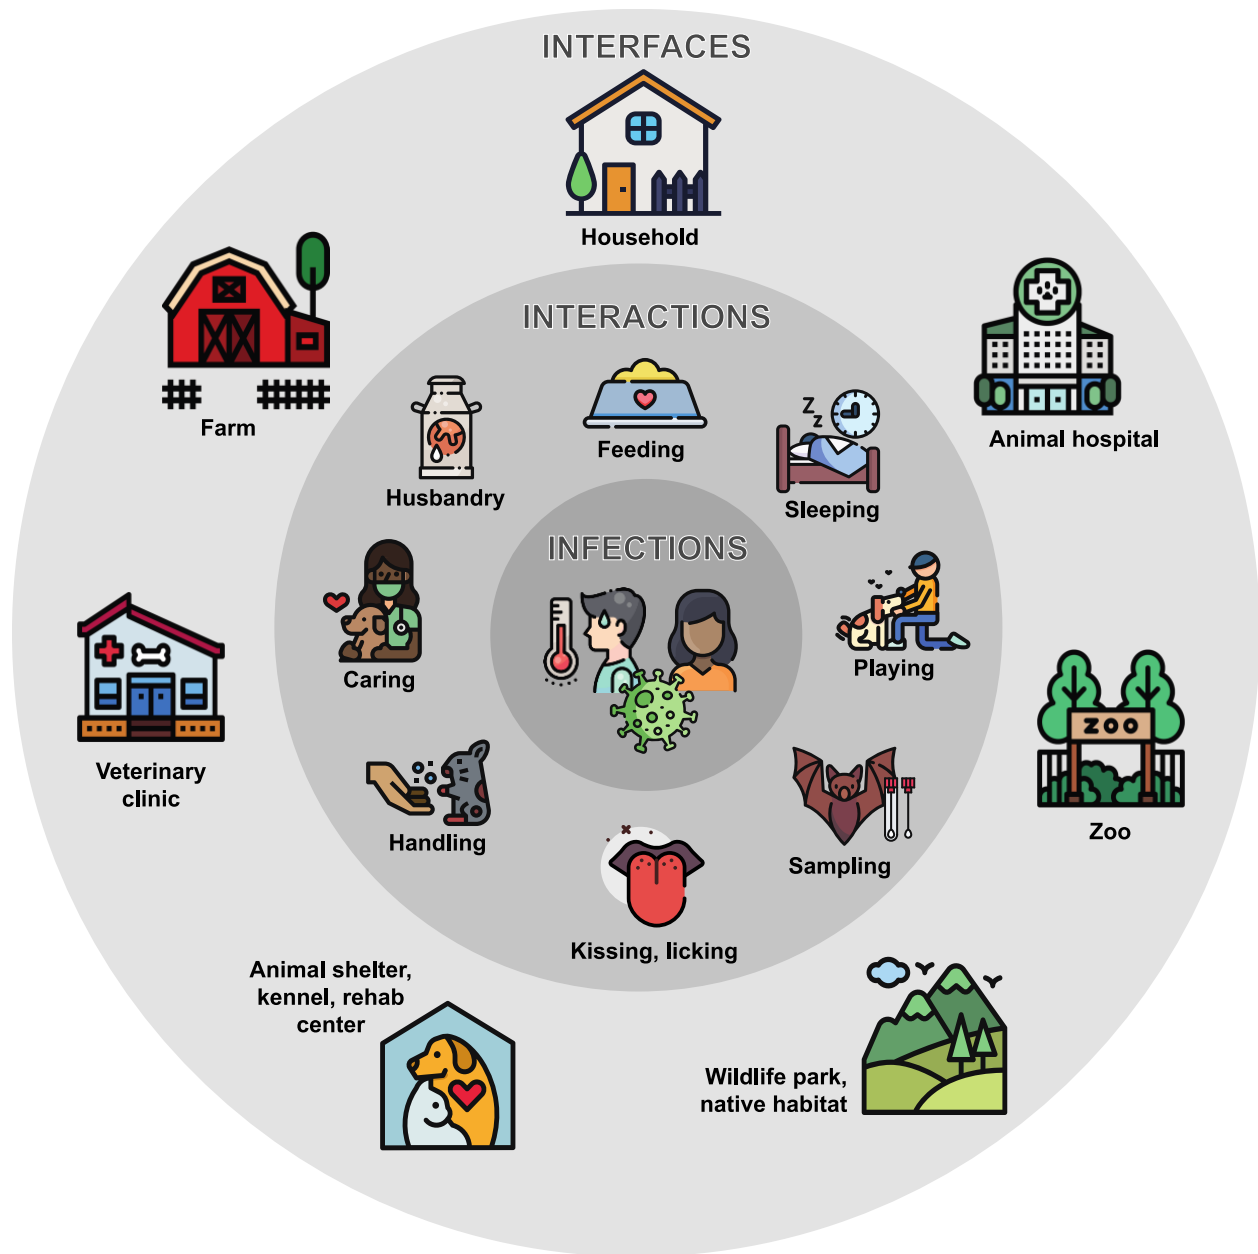 INTERFACES
Household
Farm
Animal hospital
INTERACTIONS
Feeding
Husbandry
Z
z
Sleeping
INFECTIONS
Caring
Playing
Veterinary
clinic
ZOO
Zoo
Handling
Sampling
Kissing, licking
Animal shelter,
kennel, rehab
center
Wildlife park,
native habitat